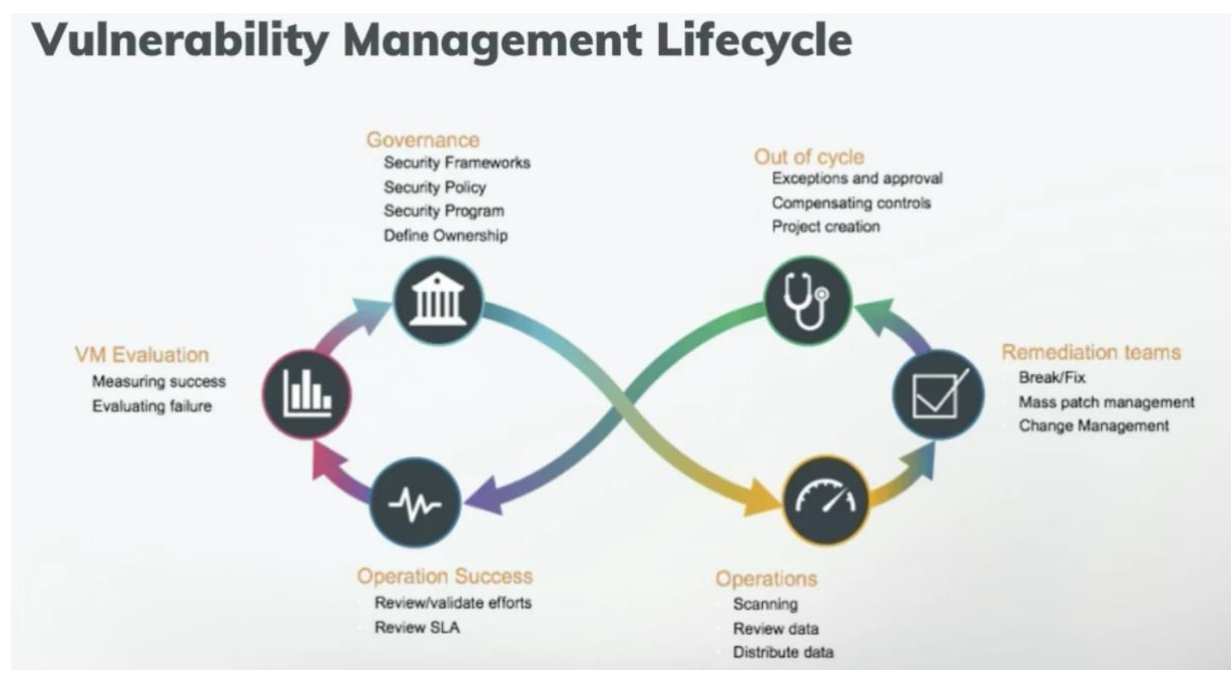 Vulnerability Management Lifecycle
Governance
Security Frameworks
Security Policy
Security Program
Define Ownership
Out of cycle
Exceptions and approval
Compensating controls
Project creation
VM Evaluation
Measuring success
Evaluating failure
Remediation teams
Break/Fix
Mass patch management
Change Management
Operation Success
Review/validate efforts
Review SLA
Operations
Scanning
Review data
Distribute data